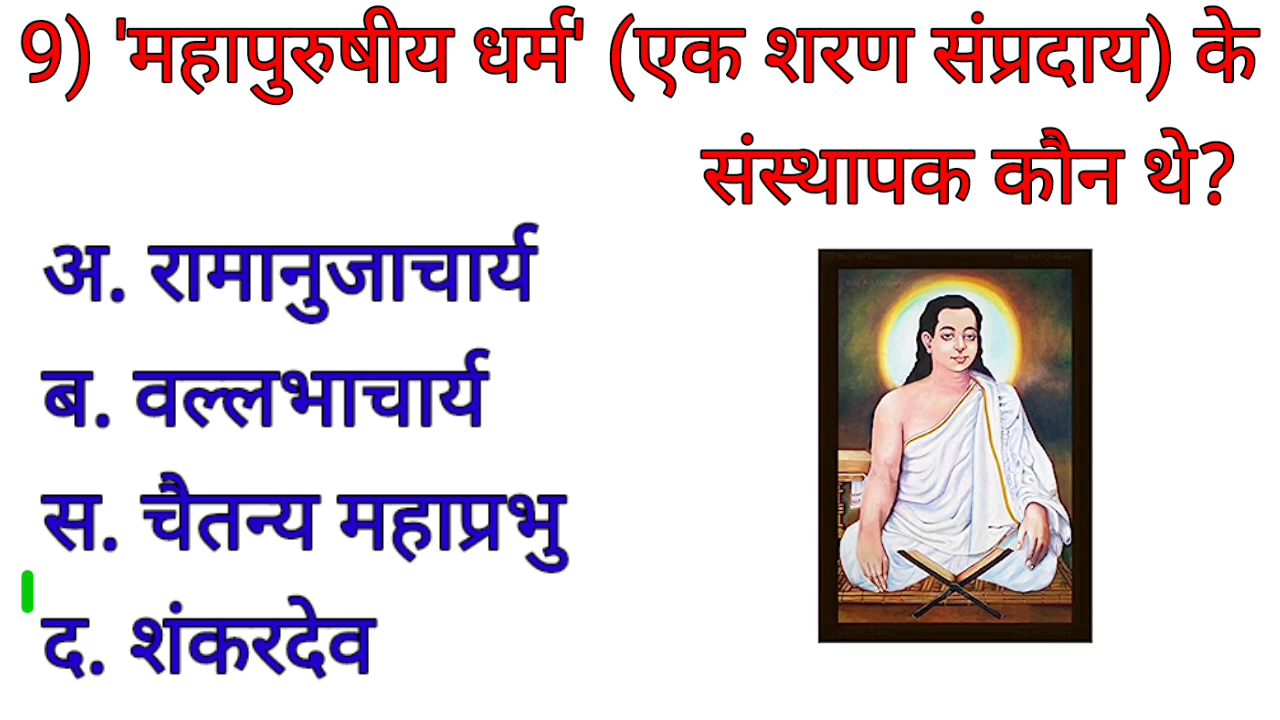 9) 'महापुरुषीय धर्म' (एक शरण संप्रदाय) के
संस्थापक कौन थे?
अ. रामानुजाचार्य
ब. वल्लभाचार्य
स. चैतन्य महाप्रभु
द. शंकरदेव